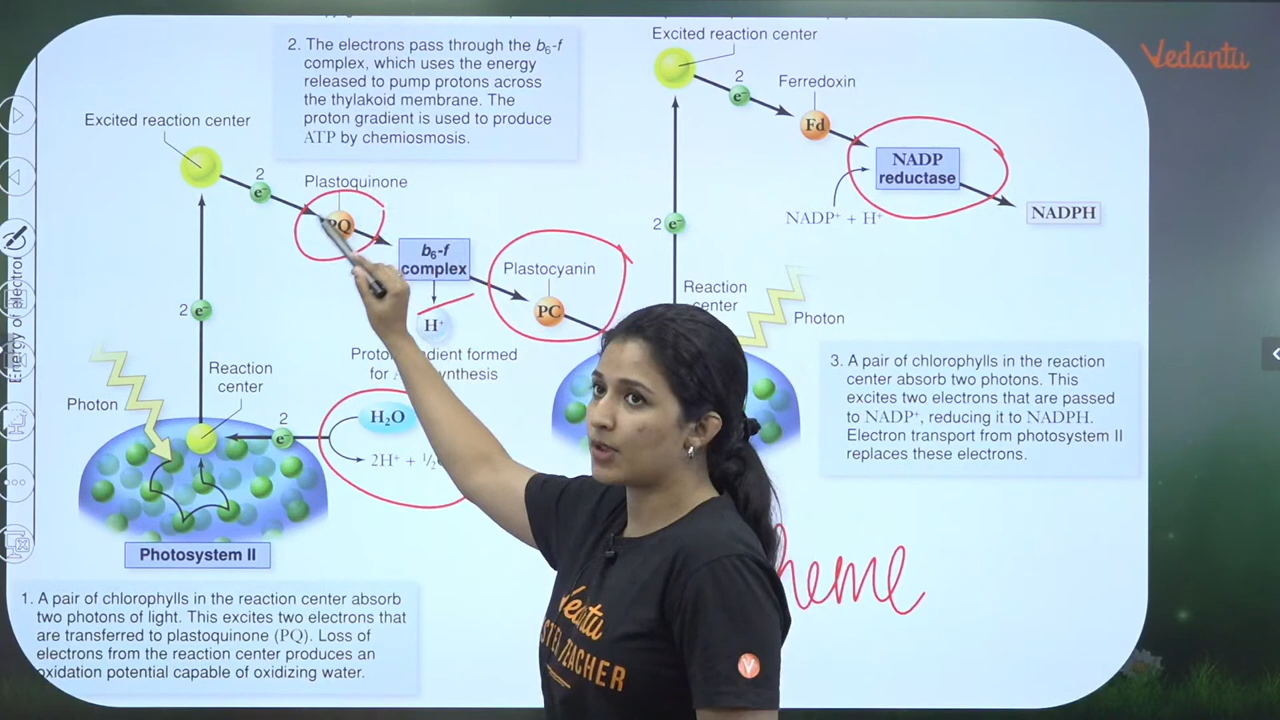 Vedantu
2. The electrons pass through the b6-f
complex, which uses the energy
released to pump protons across
the thylakoid membrane. The
proton gradient is used to produce
ATP by chemiosmosis.
Excited reaction center
2
e-
Ferredoxin
Fd
NADP
reductase
NADP+ + H+
NADPH
Excited reaction center
2
e-
Plastoquinone
PQ
b6-f
complex
H+
Plastocyanin
PC
2 e-
2 e-
Reaction
center
Photon
Energy of electron
Photon
Reaction
center
2
e-
H₂O
2H+ + ½
for synthesis
formed
Photosystem II
3. A pair of chlorophylls in the reaction
center absorb two photons. This
excites two electrons that are passed
to NADP+, reducing it to NADPH.
Electron transport from photosystem II
replaces these electrons.
heme
1. A pair of chlorophylls in the reaction center absorb
two photons of light. This excites two electrons that
are transferred to plastoquinone (PQ). Loss of
electrons from the reaction center produces an
oxidation potential capable of oxidizing water.
Vedantu
TEACHER